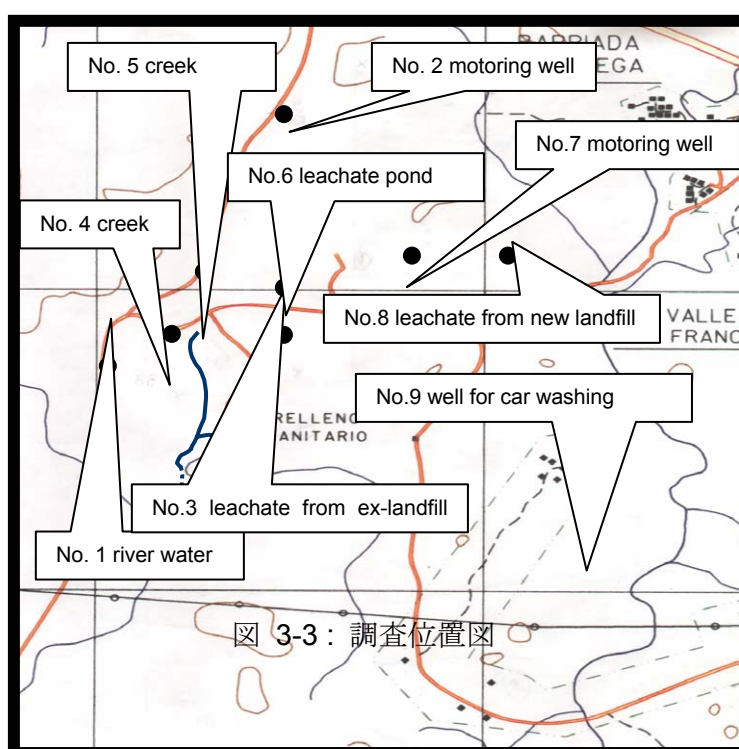 BARRIADA
EGA
No. 5 creek
No. 2 motoring well
No.7 motoring well
No.6 leachate pond
No. 4 creek
No.8 leachate from new landfill
VALLE
FRANC
No.9 well for car washing
RELLENO
ANITARIO
No.3 leachate from ex-landfill
No. 1 river water
図 3-3 : 調査位置図